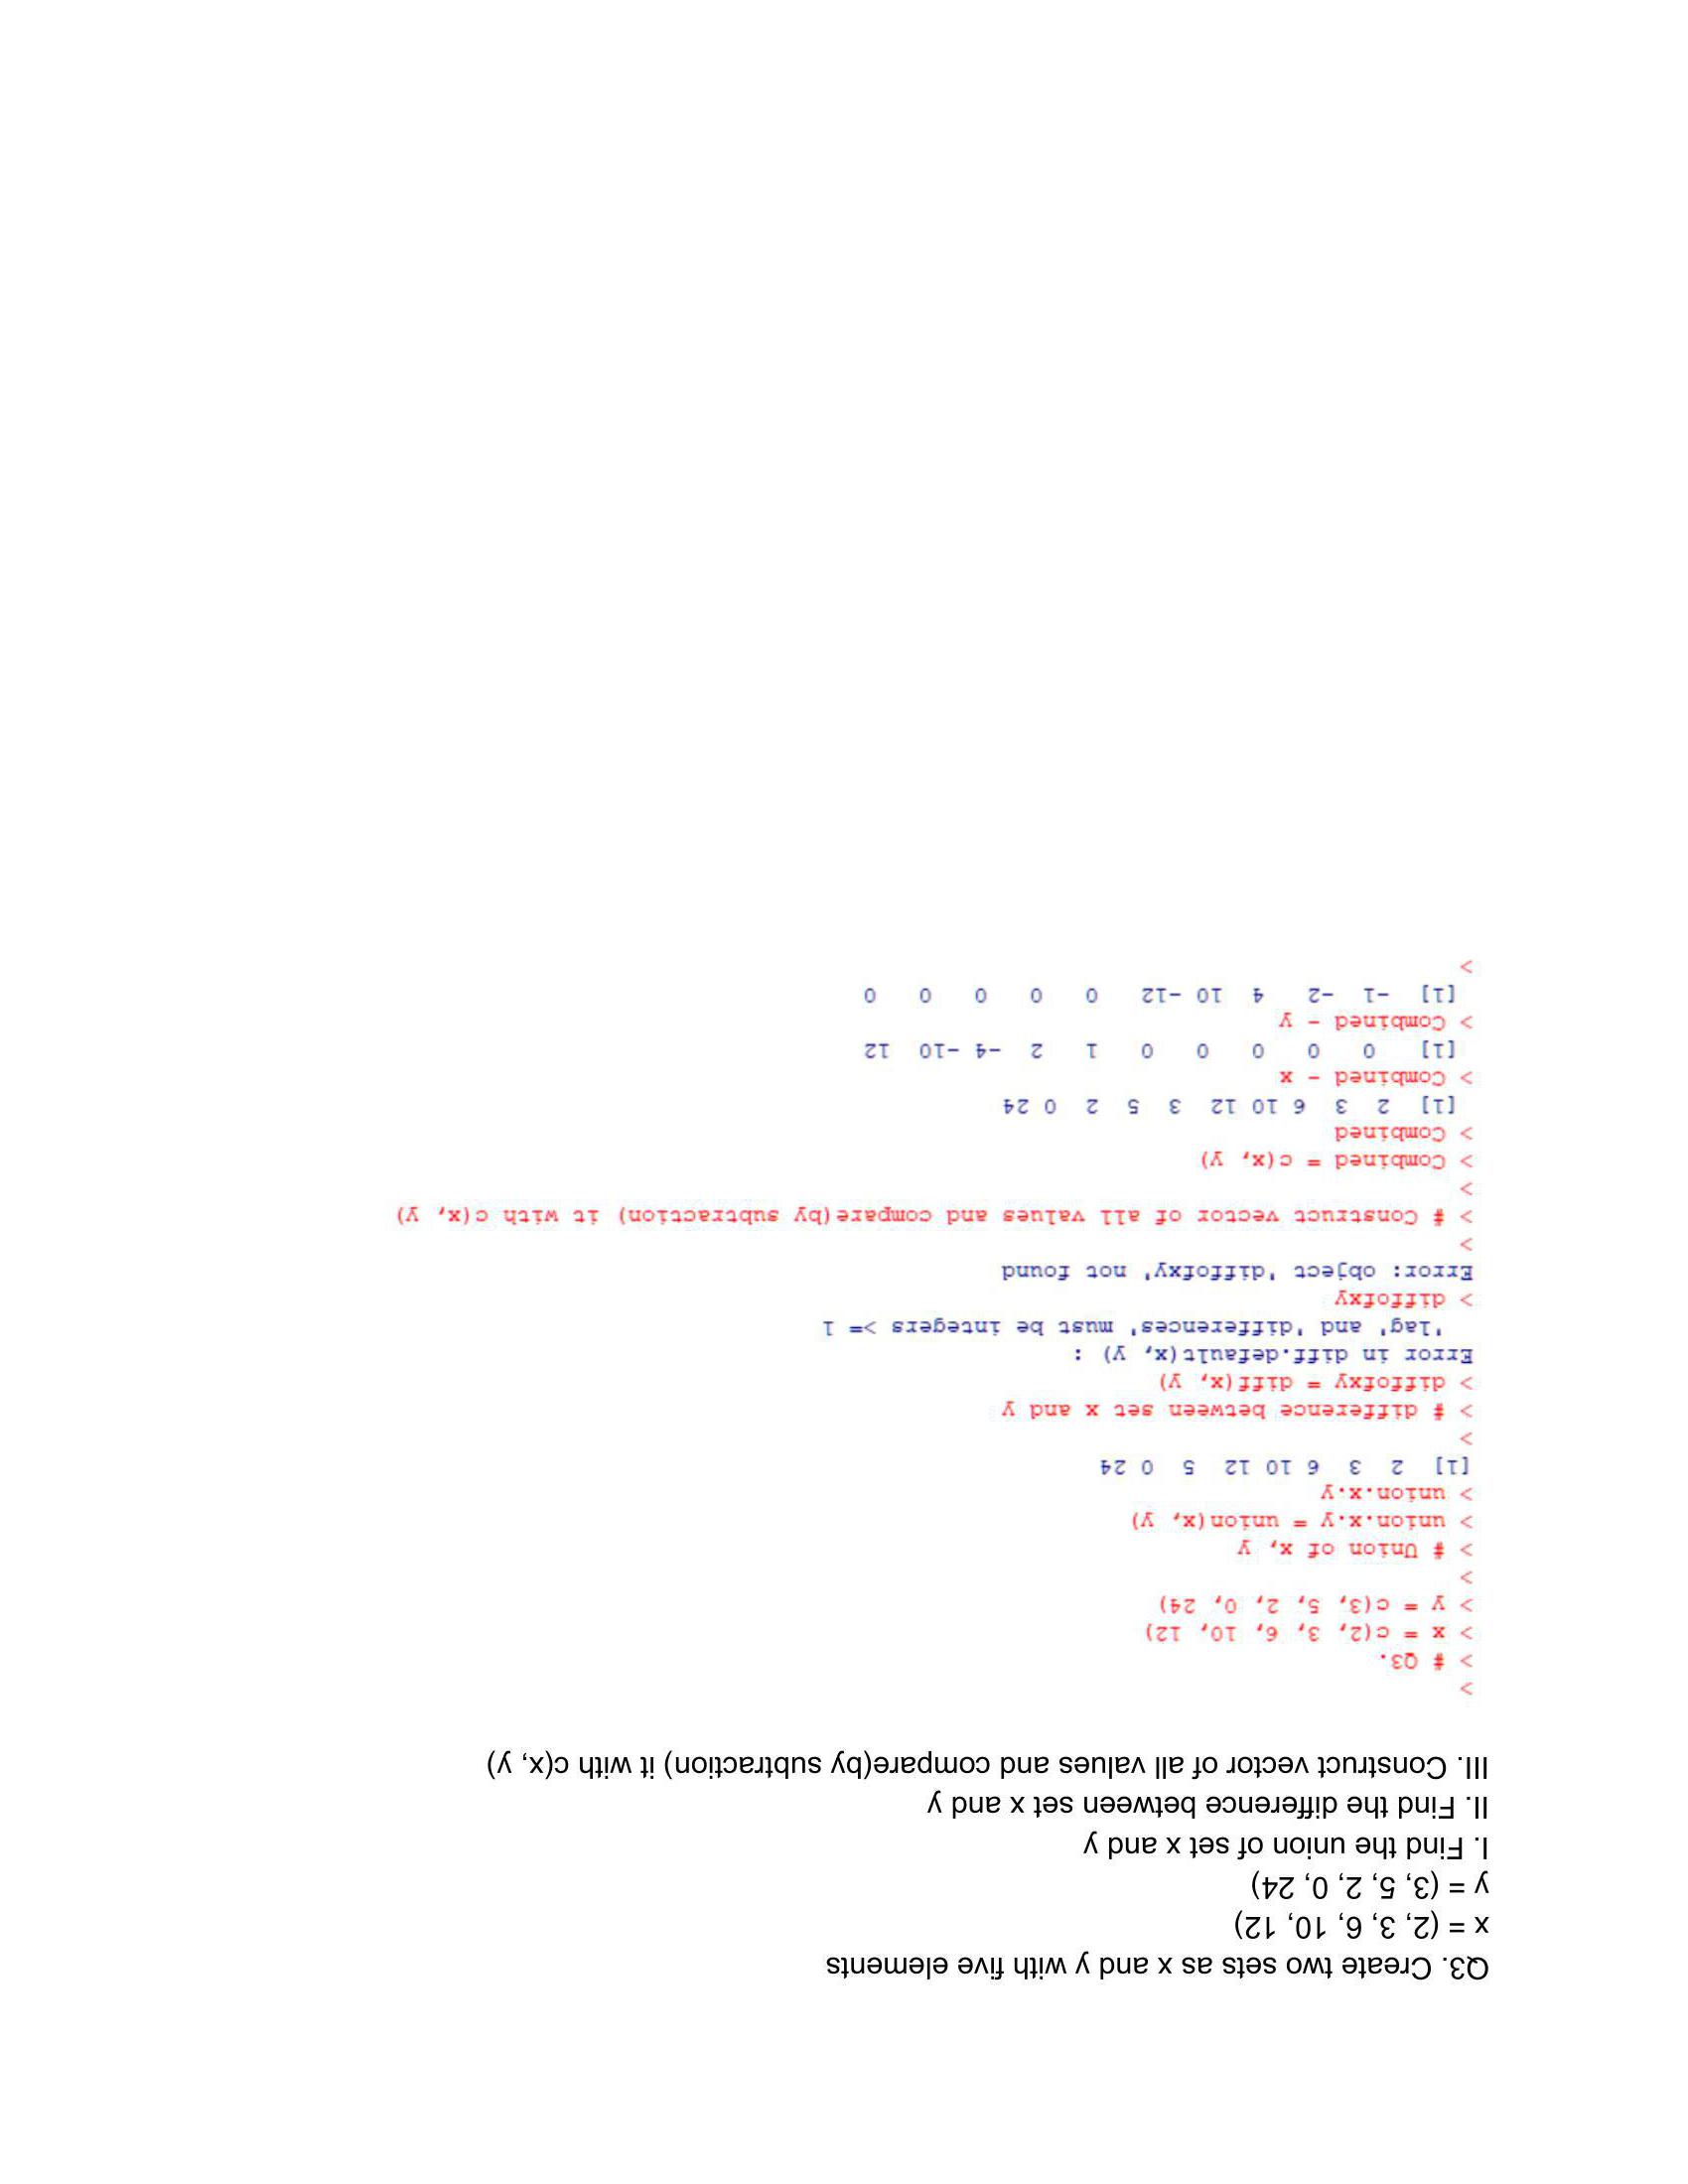 Q3. Create two sets as x and y with five elements
x = (2, 3, 6, 10, 12)
y = (3, 5, 2, 0, 24)
I. Find the union of set x and y
II. Find the difference between set x and y
III. Construct vector of all values and compare(by subtraction) it with c(x, y)
>
> # Q3.
> x = c(2, 3, 6, 10, 12)
> y = c(3, 5, 2, 0, 24)
>
> # Union of x, y
> union.x.y = union(x, y)
> union.x.y
[1]  2  3  6 10 12  5  0 24
>
> # difference between set x and y
> diffofxy = diff(x, y)
Error in diff.default(x, y) :
  'lag' and 'differences' must be integers >= 1
> diffofxy
Error: object 'diffofxy' not found
>
> # Construct vector of all values and compare(by subtraction) it with c(x, y)
>
> Combined = c(x, y)
> Combined
 [1]  2  3  6 10 12  3  5  2  0 24
> Combined - x
 [1]   0   0   0   0   0   1   2  -4 -10  12
> Combined - y
 [1]  -1  -2   4  10 -12   0   0   0   0   0
>